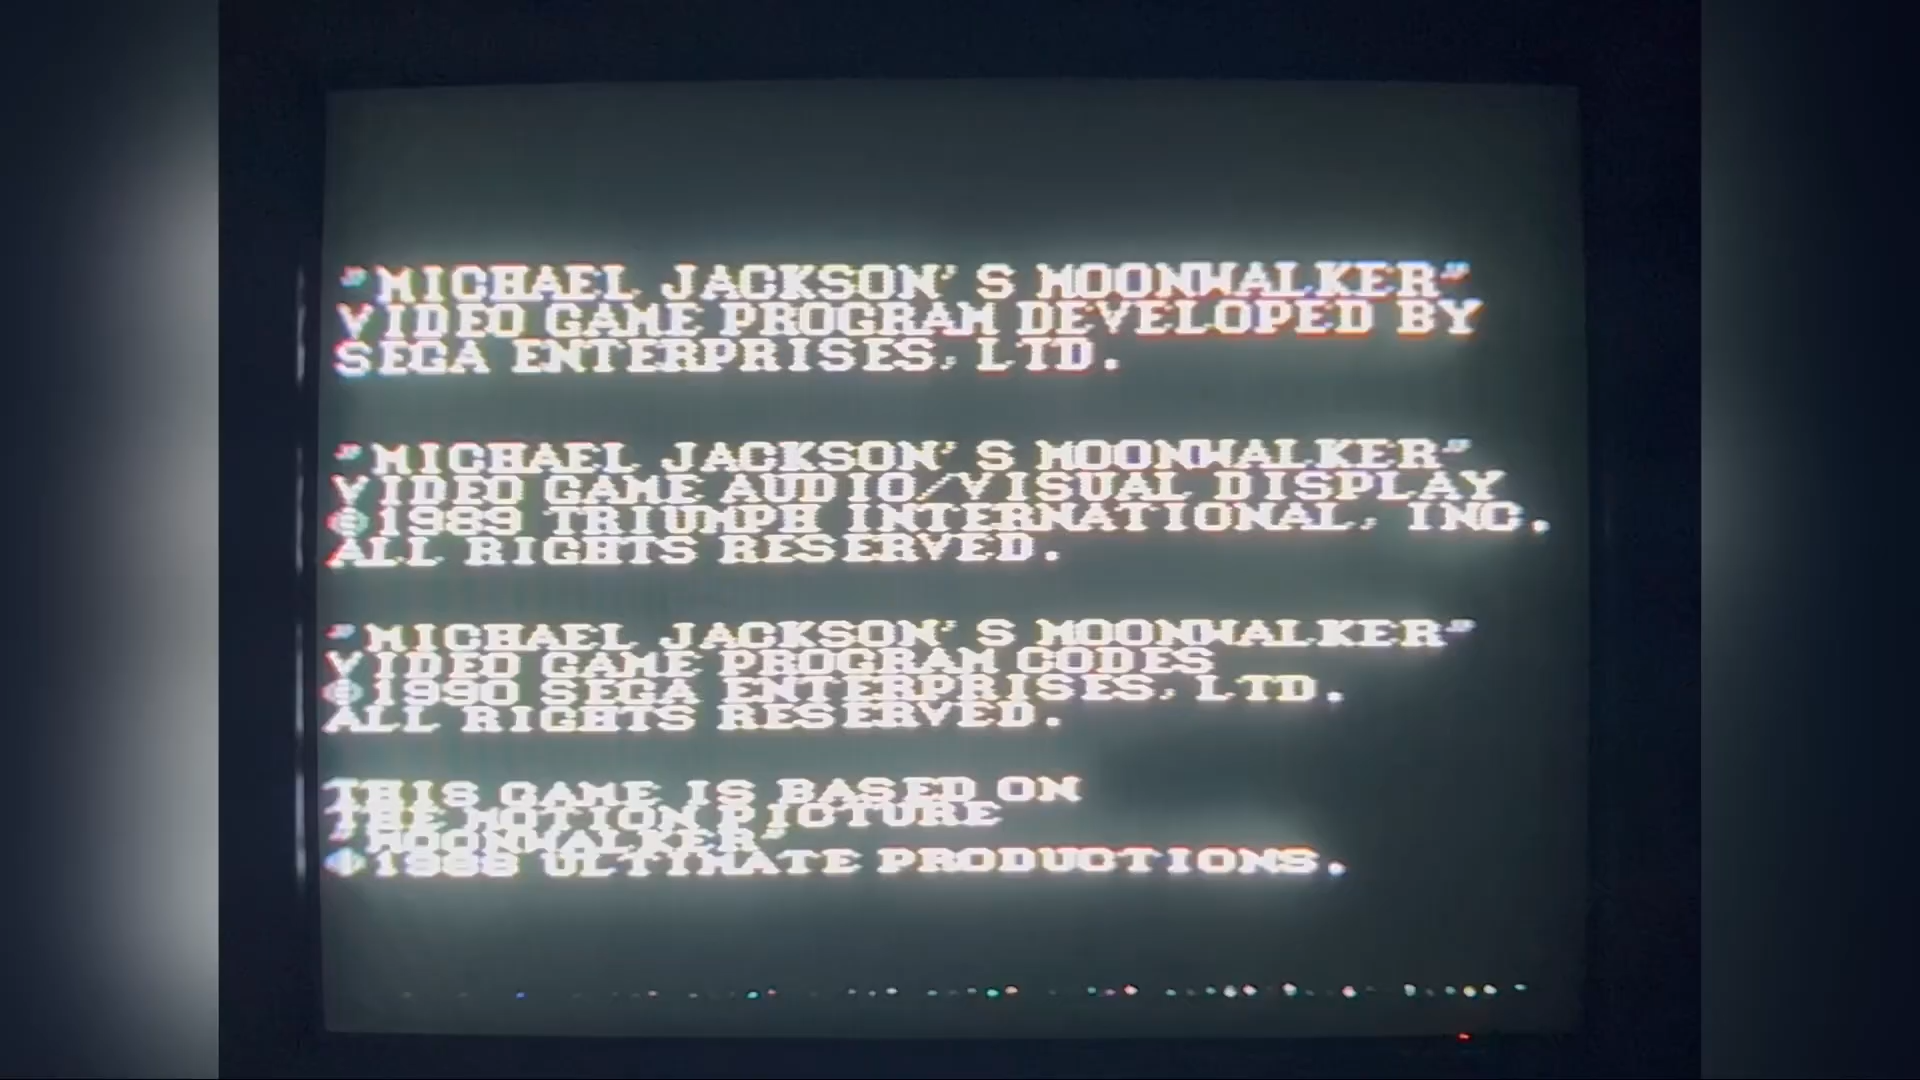 "MICHAEL JACKSON'S MOONWALKER"
VIDEO GAME PROGRAM DEVELOPED BY
SEGA ENTERPRISES, LTD.
"MICHAEL JACKSON'S MOONWALKER"
VIDEO GAME AUDIO/VISUAL DISPLAY
©1989 TRIUMPH INTERNATIONAL, INC.
ALL RIGHTS RESERVED.
"MICHAEL JACKSON'S MOONWALKER"
VIDEO GAME PROGRAM CODES
©1990 SEGA ENTERPRISES, LTD.
ALL RIGHTS RESERVED.
THIS GAME IS BASED ON
THE MOTION PICTURE
"MOONWALKER"
©1988 ULTIMATE PRODUCTIONS.